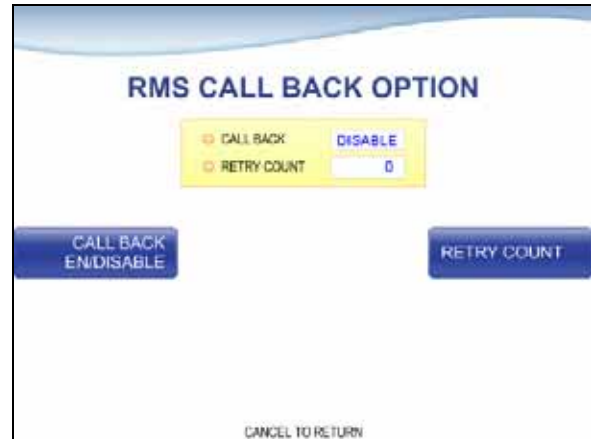 RMS CALL BACK OPTION
CALL BACK DISABLE
RETRY COUNT 0
CALL BACK
EN/DISABLE
RETRY COUNT
CANCEL TO RETURN